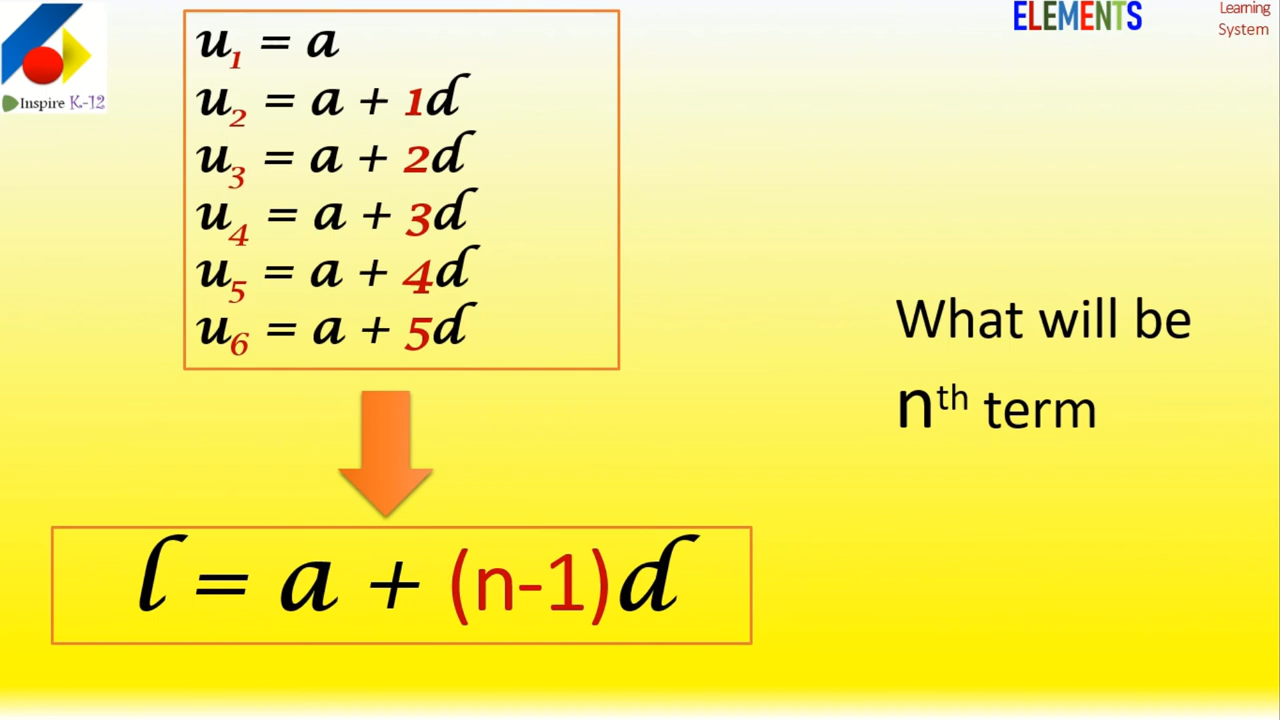 Inspire K-12
ELEMENTS
Learning
System
u₁ = a
u₂ = a + 1d
u₃ = a + 2d
u₄ = a + 3d
u₅ = a + 4d
u₆ = a + 5d
What will be
nᵗʰ term
l = a + (n-1)d